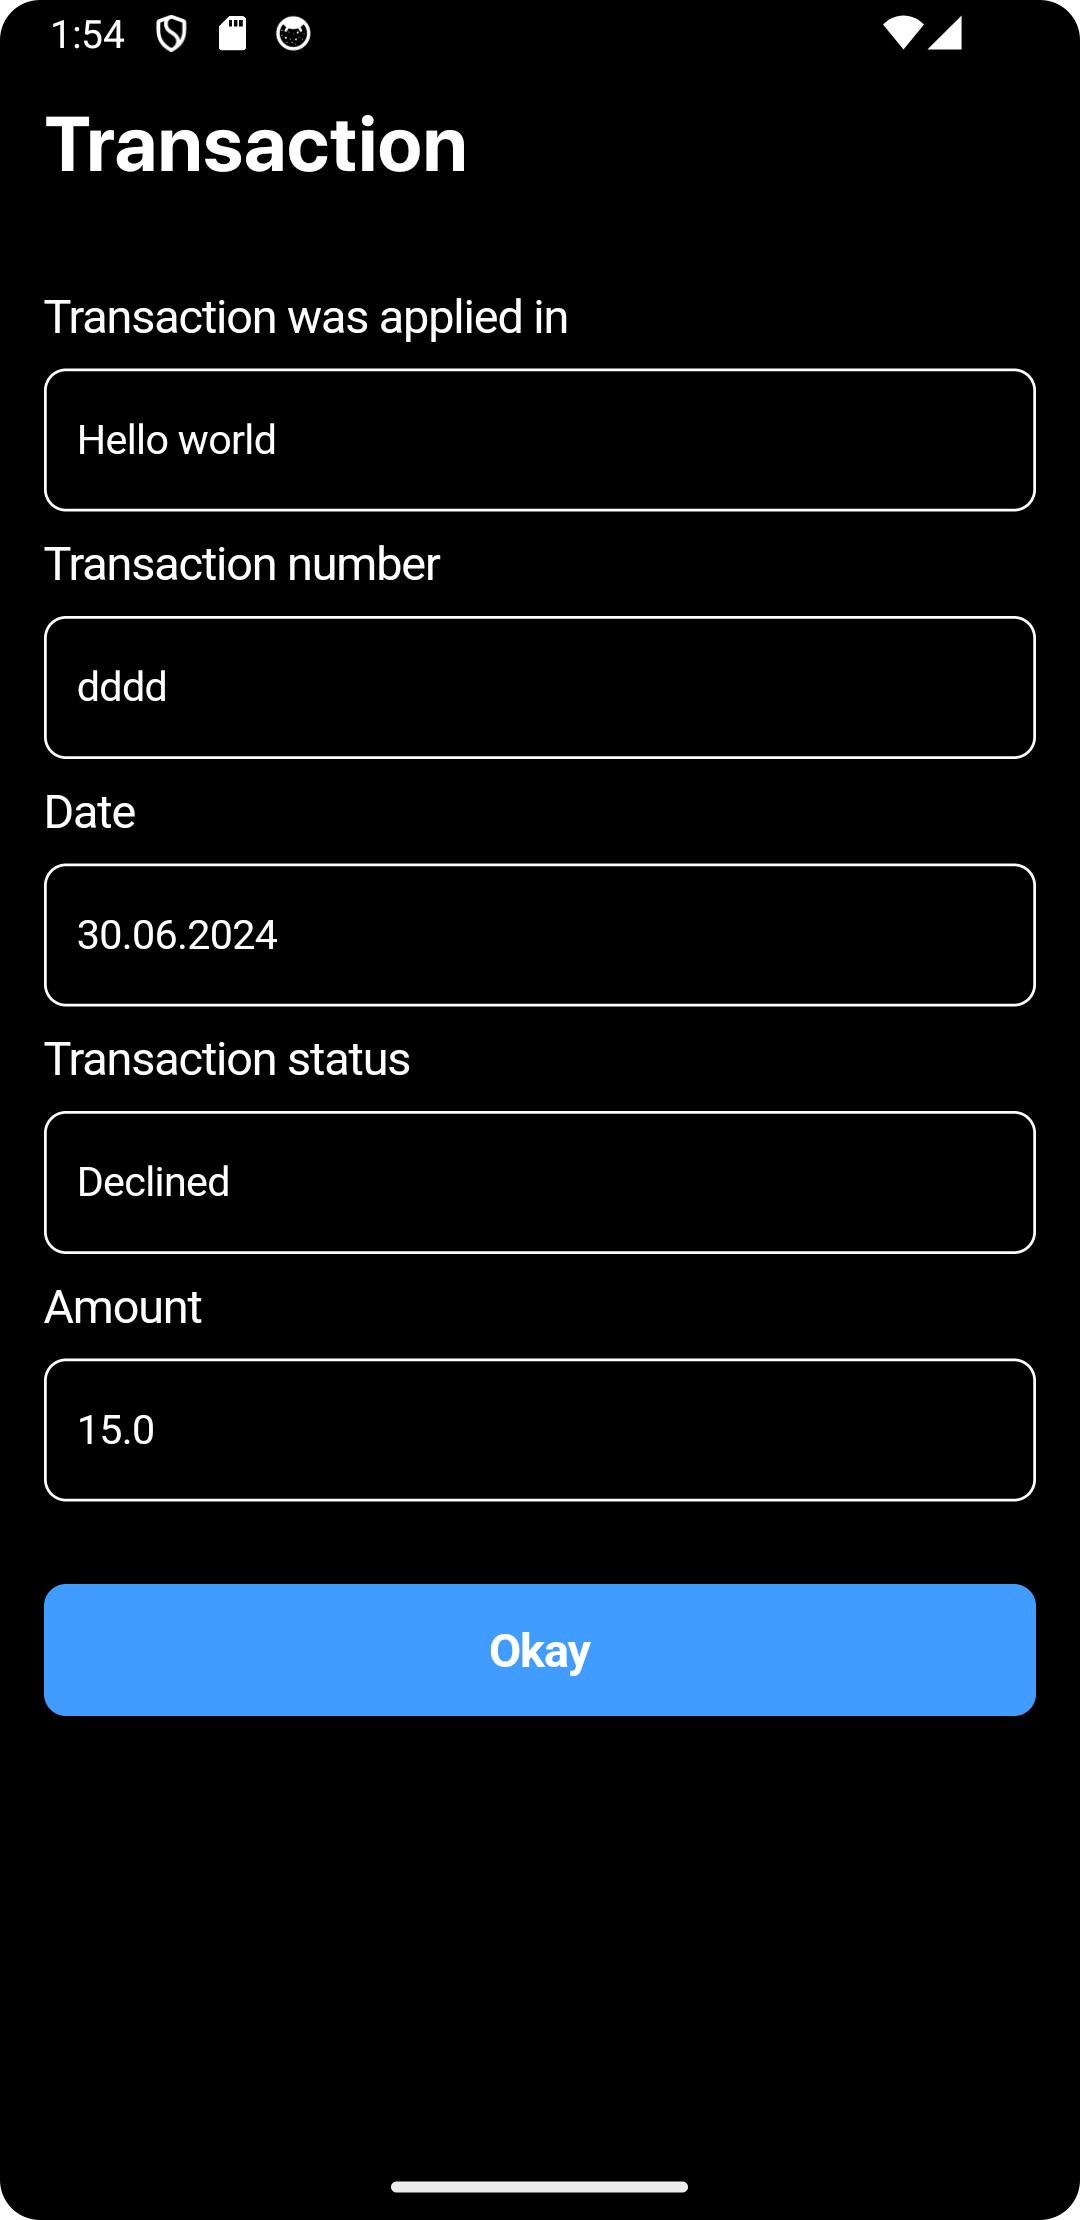 1:54
Transaction
Transaction was applied in
Hello world
Transaction number
dddd
Date
30.06.2024
Transaction status
Declined
Amount
15.0
Okay